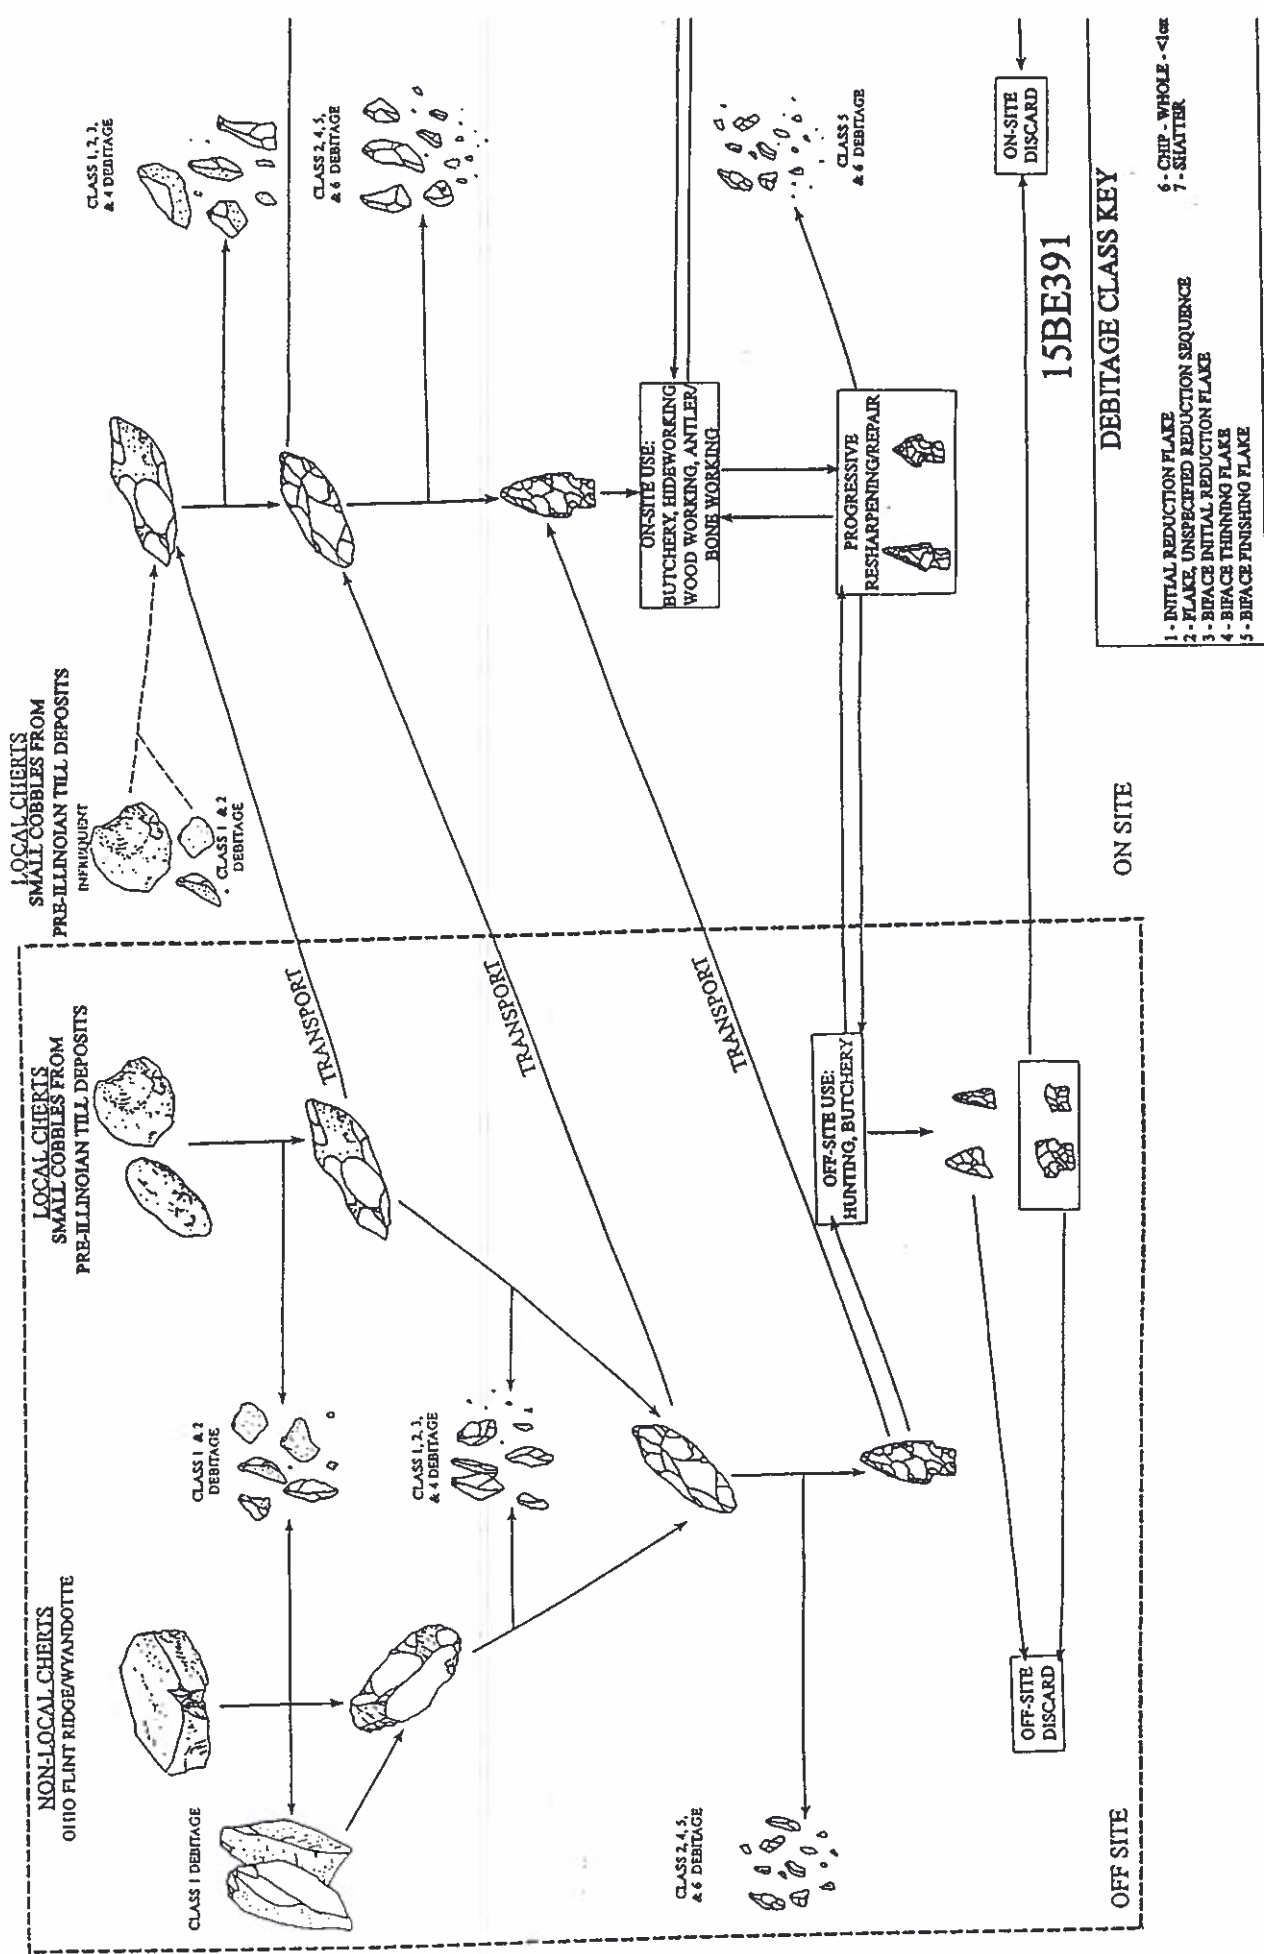 NON-LOCAL CHERTS
OHIO FLINT RIDGE/WYANDOTTE
LOCAL CHERTS
SMALL COBBLES FROM
PRE-ILLINOIAN TILL DEPOSITS
LOCAL CHERTS
SMALL COBBLES FROM
PRE-ILLINOIAN TILL DEPOSITS
INFREQUENT
CLASS 1 DEBITAGE
CLASS 1 & 2
DEBITAGE
CLASS 1 & 2
DEBITAGE
CLASS 1, 2, 3,
& 4 DEBITAGE
TRANSPORT
CLASS 1, 2, 3,
& 4 DEBITAGE
TRANSPORT
CLASS 2, 4, 5,
& 6 DEBITAGE
CLASS 2, 4, 5,
& 6 DEBITAGE
TRANSPORT
ON-SITE USE:
BUTCHERY, HIDEWORKING
WOOD WORKING, ANTLER/
BONE WORKING
OFF-SITE USE:
HUNTING, BUTCHERY
PROGRESSIVE
RESHARPENING/REPAIR
CLASS 5
& 6 DEBITAGE
OFF-SITE
DISCARD
ON-SITE
DISCARD
OFF SITE
ON SITE
15BE391
DEBITAGE CLASS KEY
1 - INITIAL REDUCTION FLAKE
2 - FLAKE, UNSPECIFIED REDUCTION SEQUENCE
3 - BIFACE INITIAL REDUCTION FLAKE
4 - BIFACE THINNING FLAKE
5 - BIFACE FINISHING FLAKE
6 - CHIP - WHOLE - <1cm
7 - SHATTER